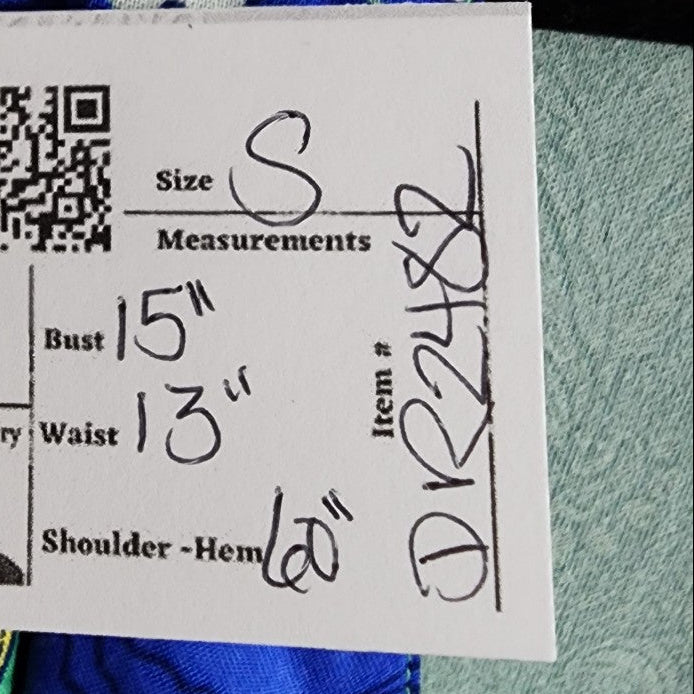 Size S
Measurements
Bust 15"
Waist 13"
Shoulder -Hem 60"
Item # DR2482
ry